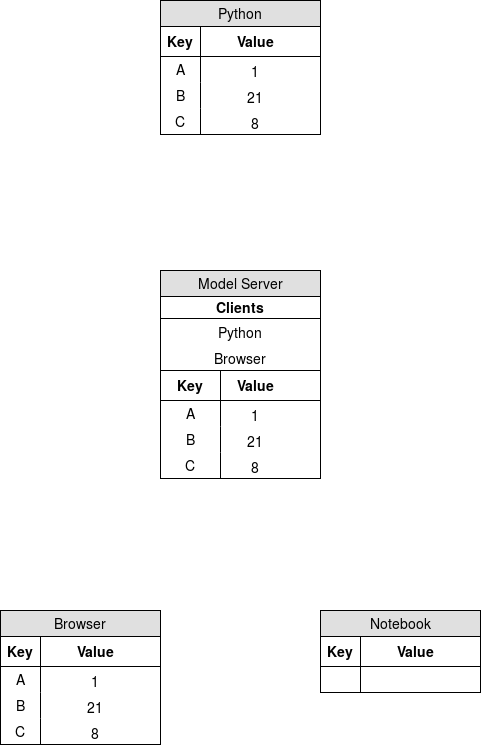 Python
Key Value
A 1
B 21
C 8
Model Server
Clients
Python
Browser
Key Value
A 1
B 21
C 8
Browser
Key Value
A 1
B 21
C 8
Notebook
Key Value